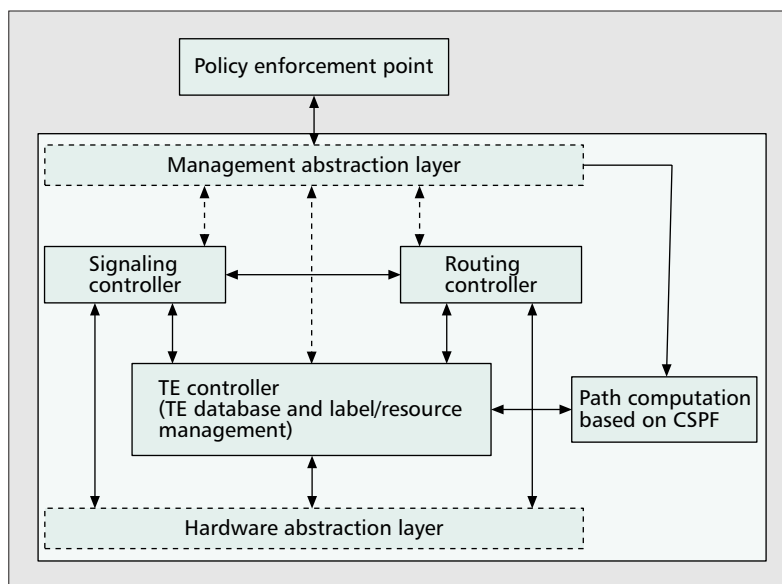 Policy enforcement point
Management abstraction layer
Signaling
controller
Routing
controller
TE controller
(TE database and label/resource
management)
Path computation
based on CSPF
Hardware abstraction layer